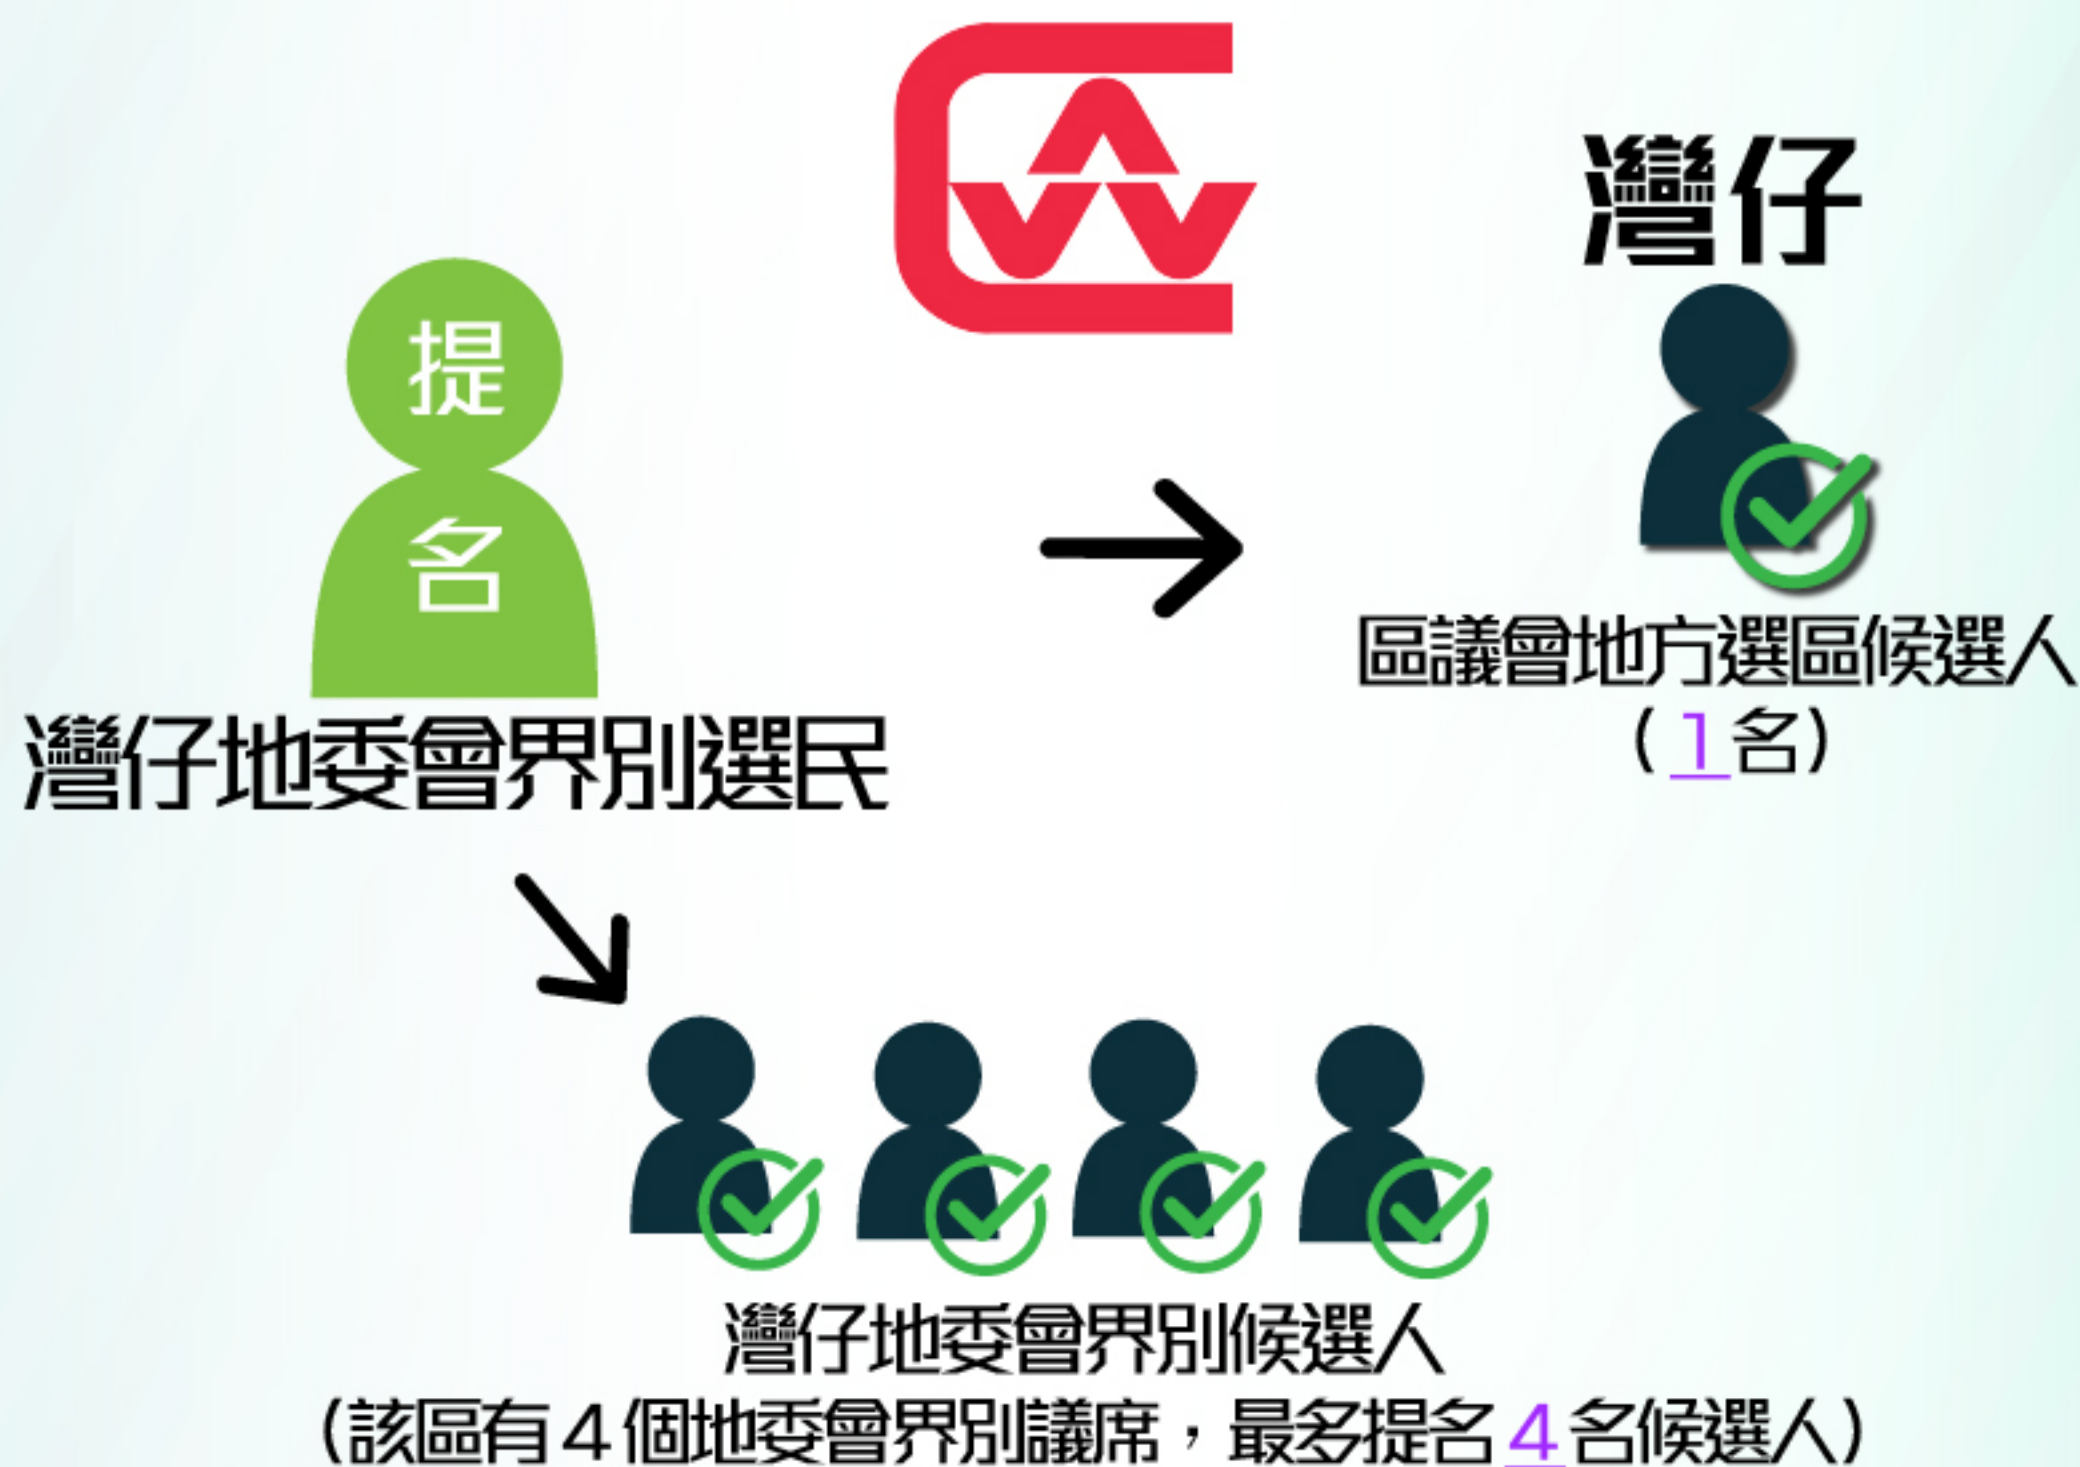 灣仔
提
名
區議會地方選區候選人
(1名)
灣仔地委會界別選民
灣仔地委會界別候選人
(該區有4個地委會界別議席，最多提名4名候選人)